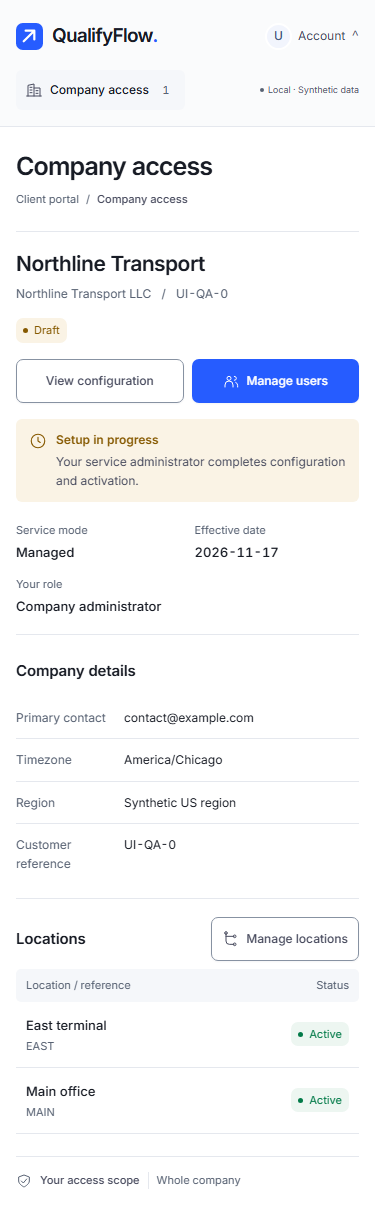 QualifyFlow.
U Account ^
Company access 1
Local · Synthetic data
Company access
Client portal / Company access
Northline Transport
Northline Transport LLC / UI-QA-0
Draft
View configuration
Manage users
Setup in progress
Your service administrator completes configuration
and activation.
Service mode
Effective date
Managed
2026-11-17
Your role
Company administrator
Company details
Primary contact contact@example.com
Timezone America/Chicago
Region Synthetic US region
Customer UI-QA-0
reference
Locations
Manage locations
Location / reference Status
East terminal
EAST
Active
Main office
MAIN
Active
Your access scope Whole company